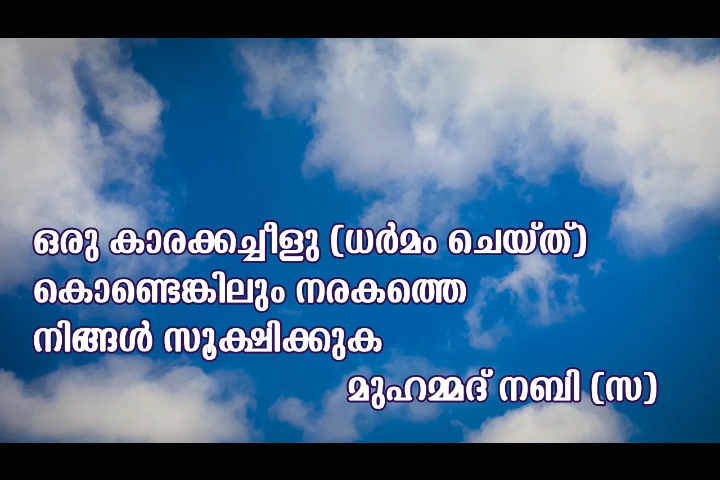 ഒരു കാരക്കച്ചീളു (ധർമം ചെയ്ത്)
കൊണ്ടെങ്കിലും നരകത്തെ
നിങ്ങൾ സൂക്ഷിക്കുക
മുഹമ്മദ് നബി (സ)